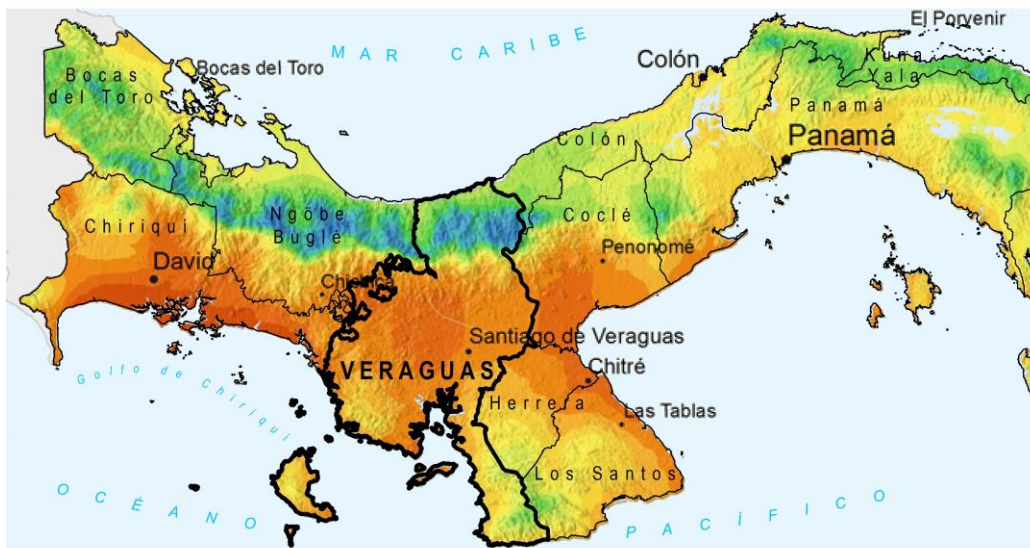 El Porvenir
MAR CARIBE
Colón
Kuna
Yala
Bocas del Toro
Bocas
del Toro
Panamá
Panamá
Colón
Ngöbe
Buglé
Coclé
Chiriquí
Penonomé
David
Santiago de Veraguas
VERAGUAS
Chitré
Golfo de Chiriquí
Herrera
Las Tablas
Los Santos
OCÉANO PACÍFICO